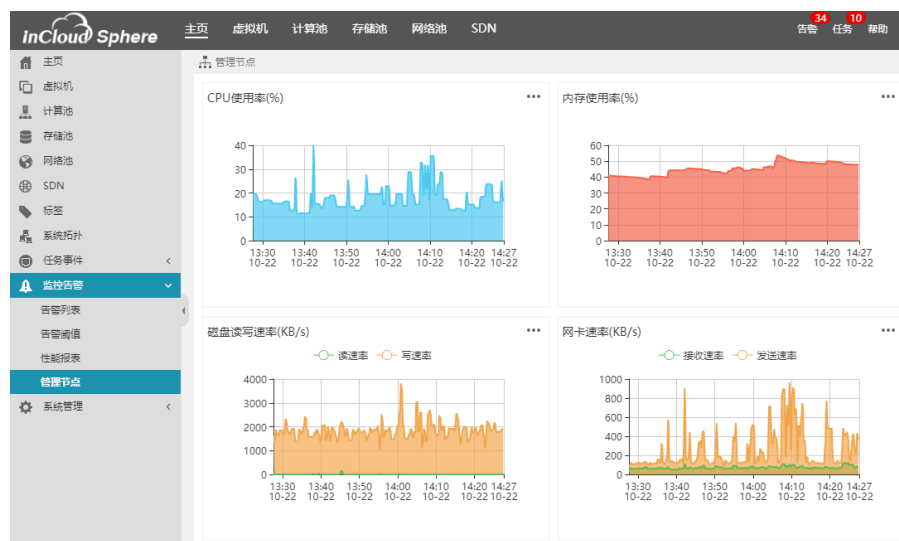 inCloud Sphere
主页 虚拟机 计算池 存储池 网络池 SDN
34 10
告警 任务 帮助
主页
虚拟机
计算池
存储池
网络池
SDN
标签
系统拓扑
任务事件
监控告警
告警列表
告警阈值
性能报表
管理节点
系统管理
管理节点
CPU使用率(%)
40
30
20
10
0
13:30 13:40 13:50 14:00 14:10 14:20 14:27
10-22 10-22 10-22 10-22 10-22 10-22 10-22
内存使用率(%)
60
50
40
30
20
10
0
13:30 13:40 13:50 14:00 14:10 14:20 14:27
10-22 10-22 10-22 10-22 10-22 10-22 10-22
磁盘读写速率(KB/s)
读速率 写速率
4000
3000
2000
1000
0
13:30 13:40 13:50 14:00 14:10 14:20 14:27
10-22 10-22 10-22 10-22 10-22 10-22 10-22
网卡速率(KB/s)
接收速率 发送速率
1000
800
600
400
200
0
13:30 13:40 13:50 14:00 14:10 14:20 14:27
10-22 10-22 10-22 10-22 10-22 10-22 10-22